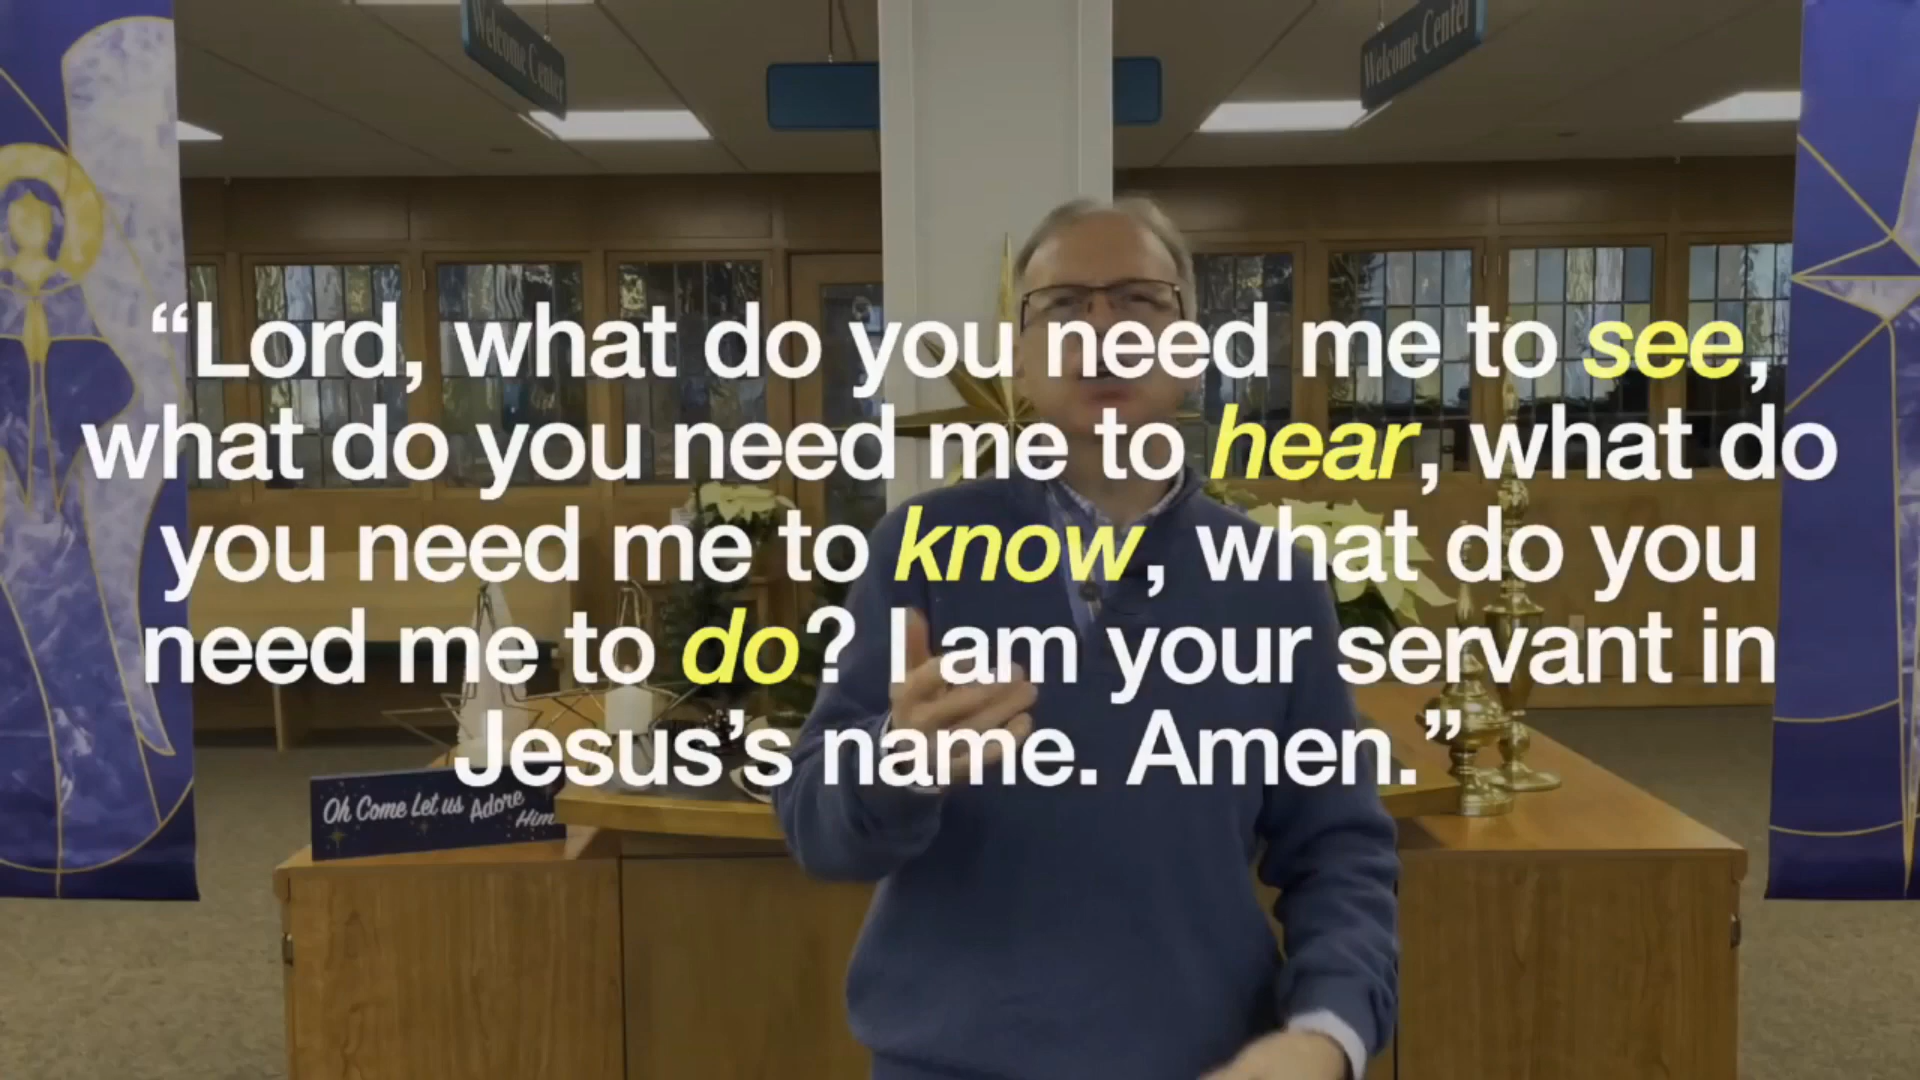 Welcome Center
Welcome Center
“Lord, what do you need me to see,
what do you need me to hear, what do
you need me to know, what do you
need me to do? I am your servant in
Jesus’s name. Amen.”
Oh Come Let us Adore
Him